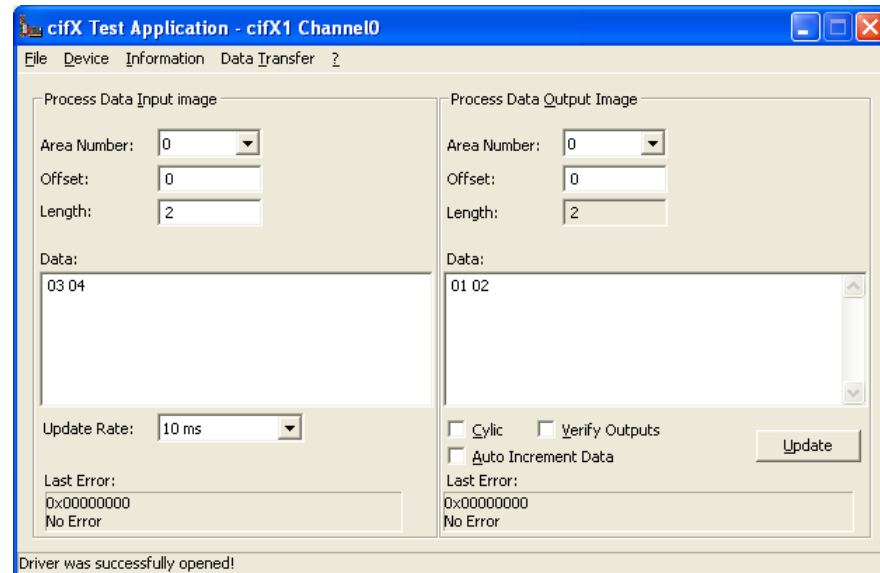 cifX Test Application - cifX1 Channel0
File Device Information Data Transfer ?
Process Data Input image
Area Number: 0
Offset: 0
Length: 2
Data:
03 04
Update Rate: 10 ms
Last Error:
0x00000000
No Error
Process Data Output Image
Area Number: 0
Offset: 0
Length: 2
Data:
01 02
Cylic Verify Outputs
Auto Increment Data
Update
Last Error:
0x00000000
No Error
Driver was successfully opened!